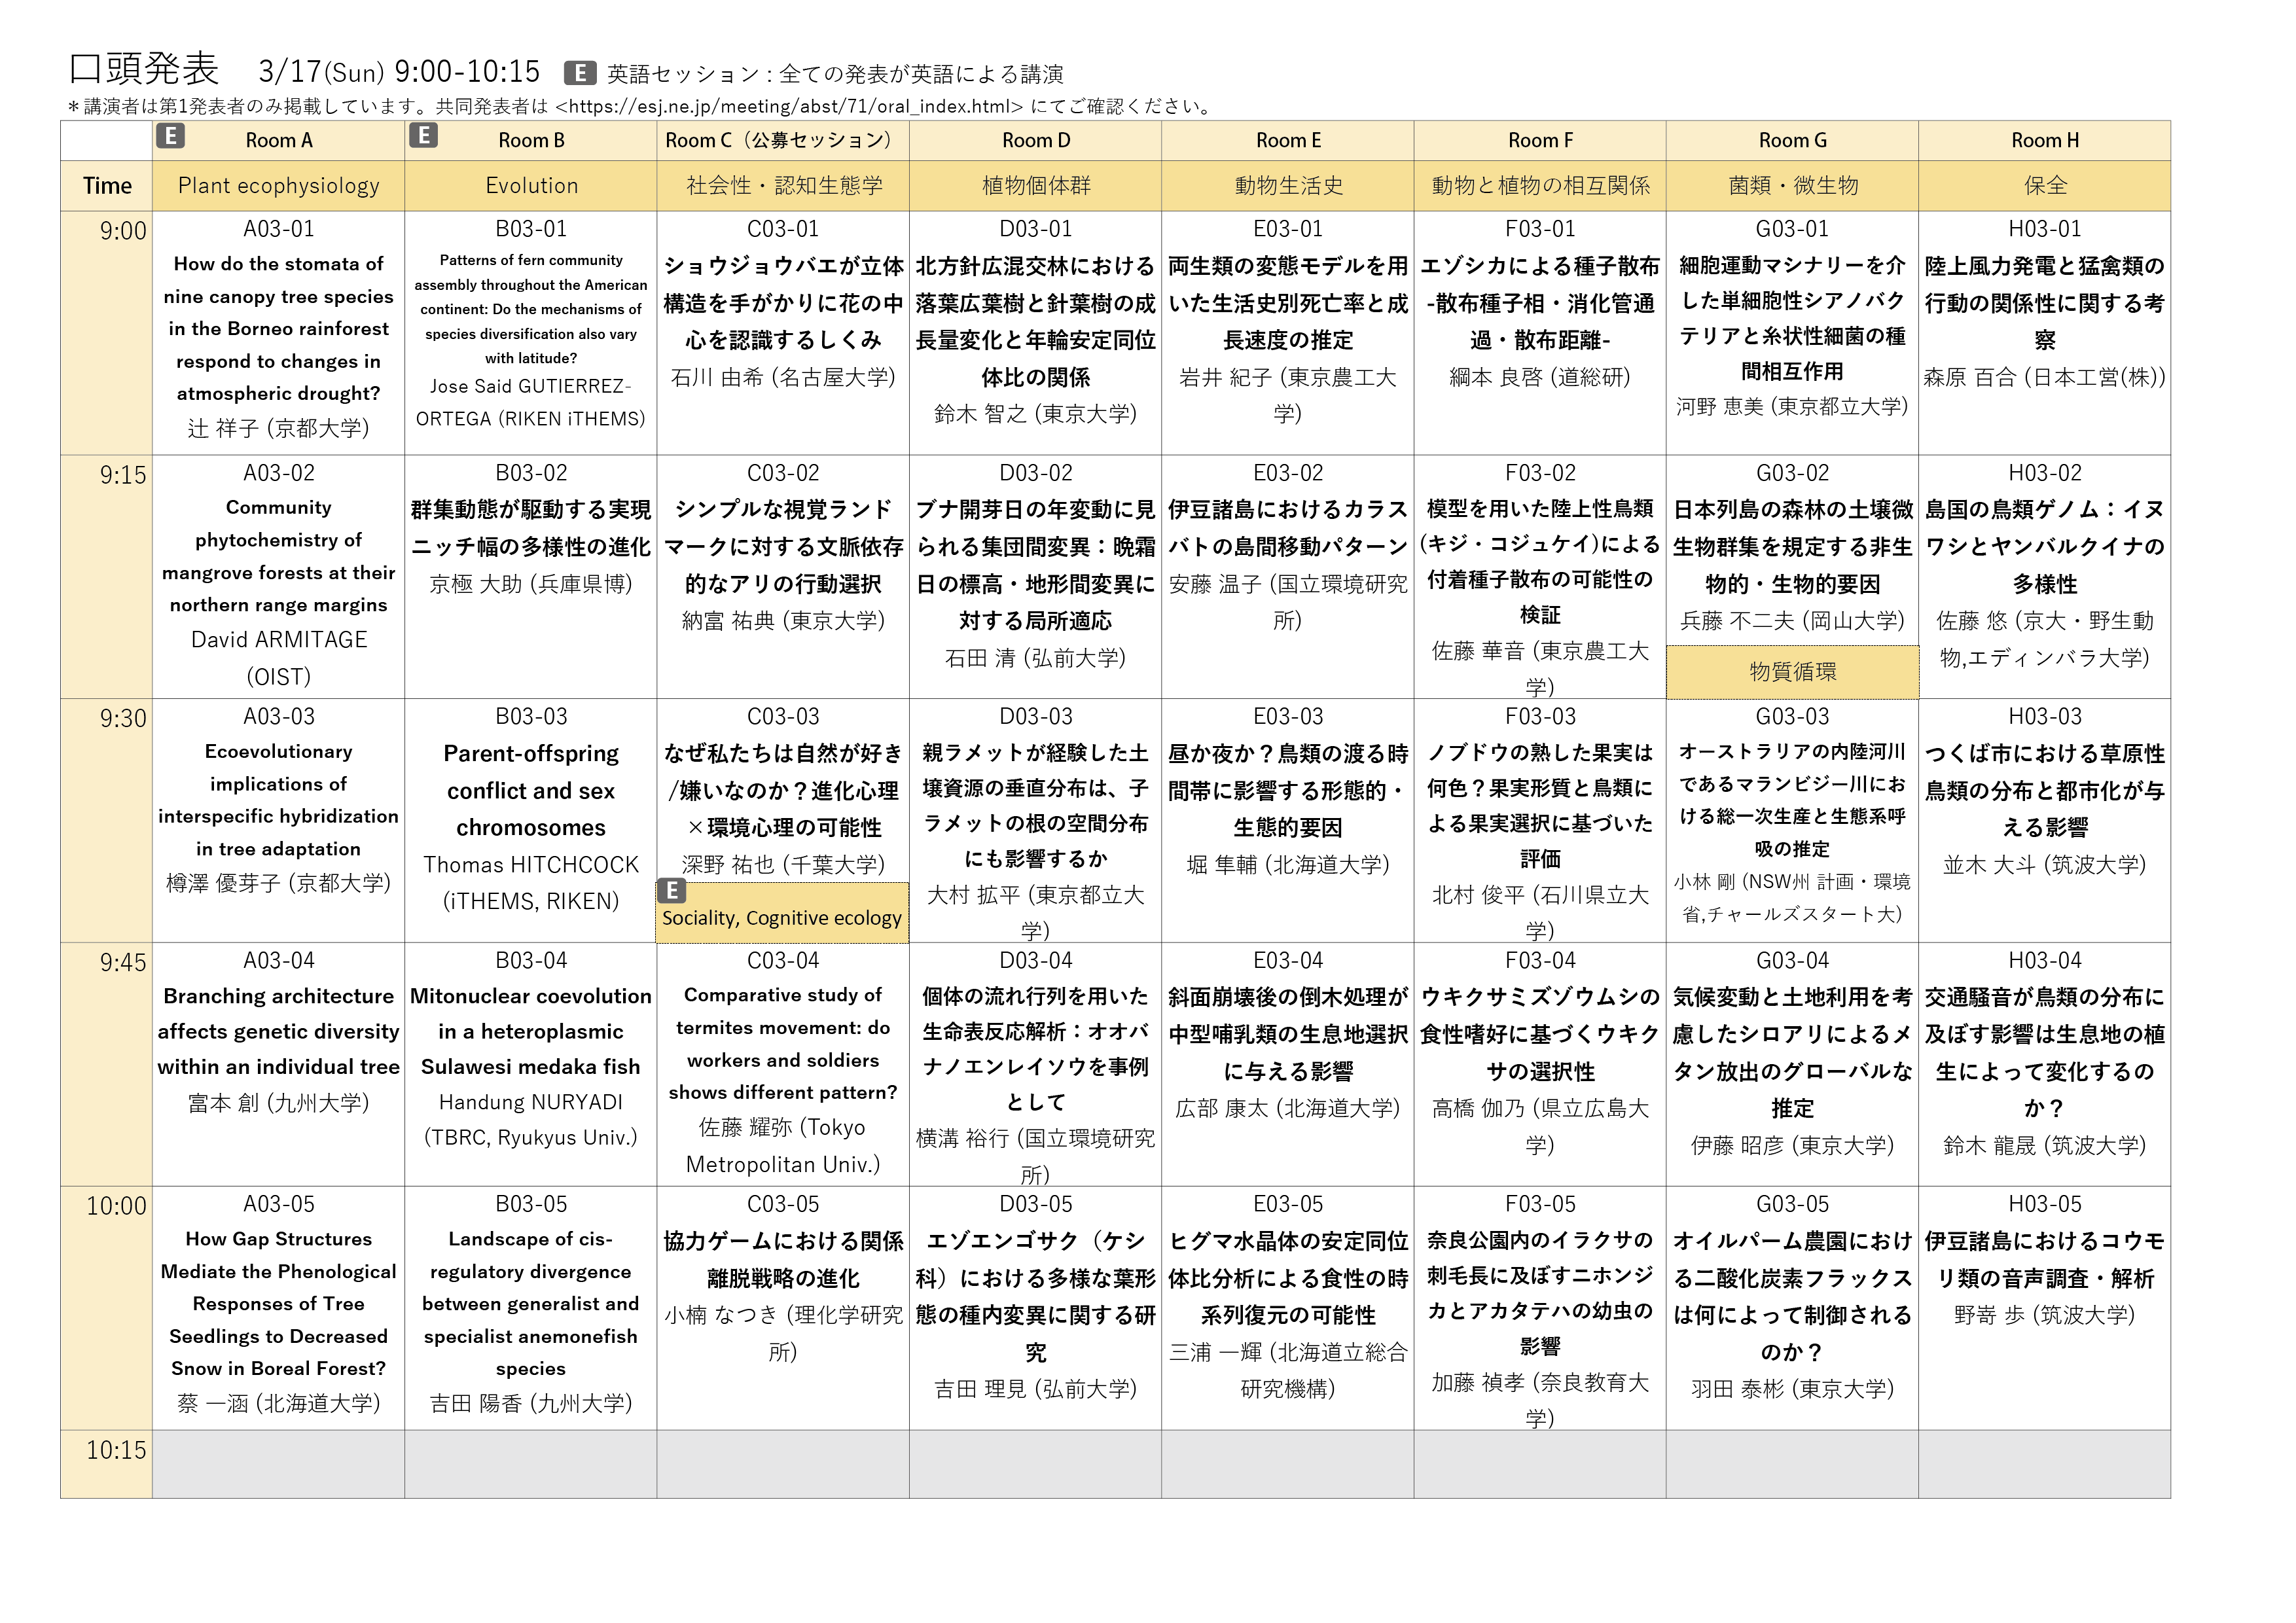 口頭発表 3/17(Sun) 9:00-10:15 E 英語セッション : 全ての発表が英語による講演
＊講演者は第1発表者のみ掲載しています。共同発表者は <https://esj.ne.jp/meeting/abst/71/oral_index.html> にてご確認ください。
E Room A E Room B Room C（公募セッション） Room D Room E Room F Room G Room H
Time Plant ecophysiology Evolution 社会性・認知生態学 植物個体群 動物生活史 動物と植物の相互関係 菌類・微生物 保全
9:00
A03-01
How do the stomata of
nine canopy tree species
in the Borneo rainforest
respond to changes in
atmospheric drought?
辻 祥子 (京都大学)
B03-01
Patterns of fern community
assembly throughout the American
continent: Do the mechanisms of
species diversification also vary
with latitude?
Jose Said GUTIERREZ-
ORTEGA (RIKEN iTHEMS)
C03-01
ショウジョウバエが立体
構造を手がかりに花の中
心を認識するしくみ
石川 由希 (名古屋大学)
D03-01
北方針広混交林における
落葉広葉樹と針葉樹の成
長量変化と年輪安定同位
体比の関係
鈴木 智之 (東京大学)
E03-01
両生類の変態モデルを用
いた生活史別死亡率と成
長速度の推定
岩井 紀子 (東京農工大
学)
F03-01
エゾシカによる種子散布
-散布種子相・消化管通
過・散布距離-
綱本 良啓 (道総研)
G03-01
細胞運動マシナリーを介
した単細胞性シアノバク
テリアと糸状性細菌の種
間相互作用
河野 恵美 (東京都立大学)
H03-01
陸上風力発電と猛禽類の
行動の関係性に関する考
察
森原 百合 (日本工営(株))
9:15
A03-02
Community
phytochemistry of
mangrove forests at their
northern range margins
David ARMITAGE
(OIST)
B03-02
群集動態が駆動する実現
ニッチ幅の多様性の進化
京極 大助 (兵庫県博)
C03-02
シンプルな視覚ランド
マークに対する文脈依存
的なアリの行動選択
納富 祐典 (東京大学)
D03-02
ブナ開芽日の年変動に見
られる集団間変異：晩霜
日の標高・地形間変異に
対する局所適応
石田 清 (弘前大学)
E03-02
伊豆諸島におけるカラス
バトの島間移動パターン
安藤 温子 (国立環境研究
所)
F03-02
模型を用いた陸上性鳥類
(キジ・コジュケイ)による
付着種子散布の可能性の
検証
佐藤 華音 (東京農工大
学)
G03-02
日本列島の森林の土壌微
生物群集を規定する非生
物的・生物的要因
兵藤 不二夫 (岡山大学)
物質循環
H03-02
島国の鳥類ゲノム：イヌ
ワシとヤンバルクイナの
多様性
佐藤 悠 (京大・野生動
物,エディンバラ大学)
9:30
A03-03
Ecoevolutionary
implications of
interspecific hybridization
in tree adaptation
樽澤 優芽子 (京都大学)
B03-03
Parent-offspring
conflict and sex
chromosomes
Thomas HITCHCOCK
(iTHEMS, RIKEN)
C03-03
なぜ私たちは自然が好き
/嫌いなのか？進化心理
×環境心理の可能性
深野 祐也 (千葉大学)
E
Sociality, Cognitive ecology
D03-03
親ラメットが経験した土
壌資源の垂直分布は、子
ラメットの根の空間分布
にも影響するか
大村 拡平 (東京都立大
学)
E03-03
昼か夜か？鳥類の渡る時
間帯に影響する形態的・
生態的要因
堀 隼輔 (北海道大学)
F03-03
ノブドウの熟した果実は
何色？果実形質と鳥類に
よる果実選択に基づいた
評価
北村 俊平 (石川県立大
学)
G03-03
オーストラリアの内陸河川
であるマランビジー川にお
ける総一次生産と生態系呼
吸の推定
小林 剛 (NSW州 計画・環境
省,チャールズスタート大)
H03-03
つくば市における草原性
鳥類の分布と都市化が与
える影響
並木 大斗 (筑波大学)
9:45
A03-04
Branching architecture
affects genetic diversity
within an individual tree
富本 創 (九州大学)
B03-04
Mitonuclear coevolution
in a heteroplasmic
Sulawesi medaka fish
Handung NURYADI
(TBRC, Ryukyus Univ.)
C03-04
Comparative study of
termites movement: do
workers and soldiers
shows different pattern?
佐藤 耀弥 (Tokyo
Metropolitan Univ.)
D03-04
個体の流れ行列を用いた
生命表反応解析：オオバ
ナノエンレイソウを事例
として
横溝 裕行 (国立環境研究
所)
E03-04
斜面崩壊後の倒木処理が
中型哺乳類の生息地選択
に与える影響
広部 康太 (北海道大学)
F03-04
ウキクサミズゾウムシの
食性嗜好に基づくウキク
サの選択性
高橋 伽乃 (県立広島大
学)
G03-04
気候変動と土地利用を考
慮したシロアリによるメ
タン放出のグローバルな
推定
伊藤 昭彦 (東京大学)
H03-04
交通騒音が鳥類の分布に
及ぼす影響は生息地の植
生によって変化するの
か？
鈴木 龍晟 (筑波大学)
10:00
A03-05
How Gap Structures
Mediate the Phenological
Responses of Tree
Seedlings to Decreased
Snow in Boreal Forest?
蔡 一涵 (北海道大学)
B03-05
Landscape of cis-
regulatory divergence
between generalist and
specialist anemonefish
species
吉田 陽香 (九州大学)
C03-05
協力ゲームにおける関係
離脱戦略の進化
小楠 なつき (理化学研究
所)
D03-05
エゾエンゴサク（ケシ
科）における多様な葉形
態の種内変異に関する研
究
吉田 理見 (弘前大学)
E03-05
ヒグマ水晶体の安定同位
体比分析による食性の時
系列復元の可能性
三浦 一輝 (北海道立総合
研究機構)
F03-05
奈良公園内のイラクサの
刺毛長に及ぼすニホンジ
カとアカタテハの幼虫の
影響
加藤 禎孝 (奈良教育大
学)
G03-05
オイルパーム農園におけ
る二酸化炭素フラックス
は何によって制御される
のか？
羽田 泰彬 (東京大学)
H03-05
伊豆諸島におけるコウモ
リ類の音声調査・解析
野嵜 歩 (筑波大学)
10:15